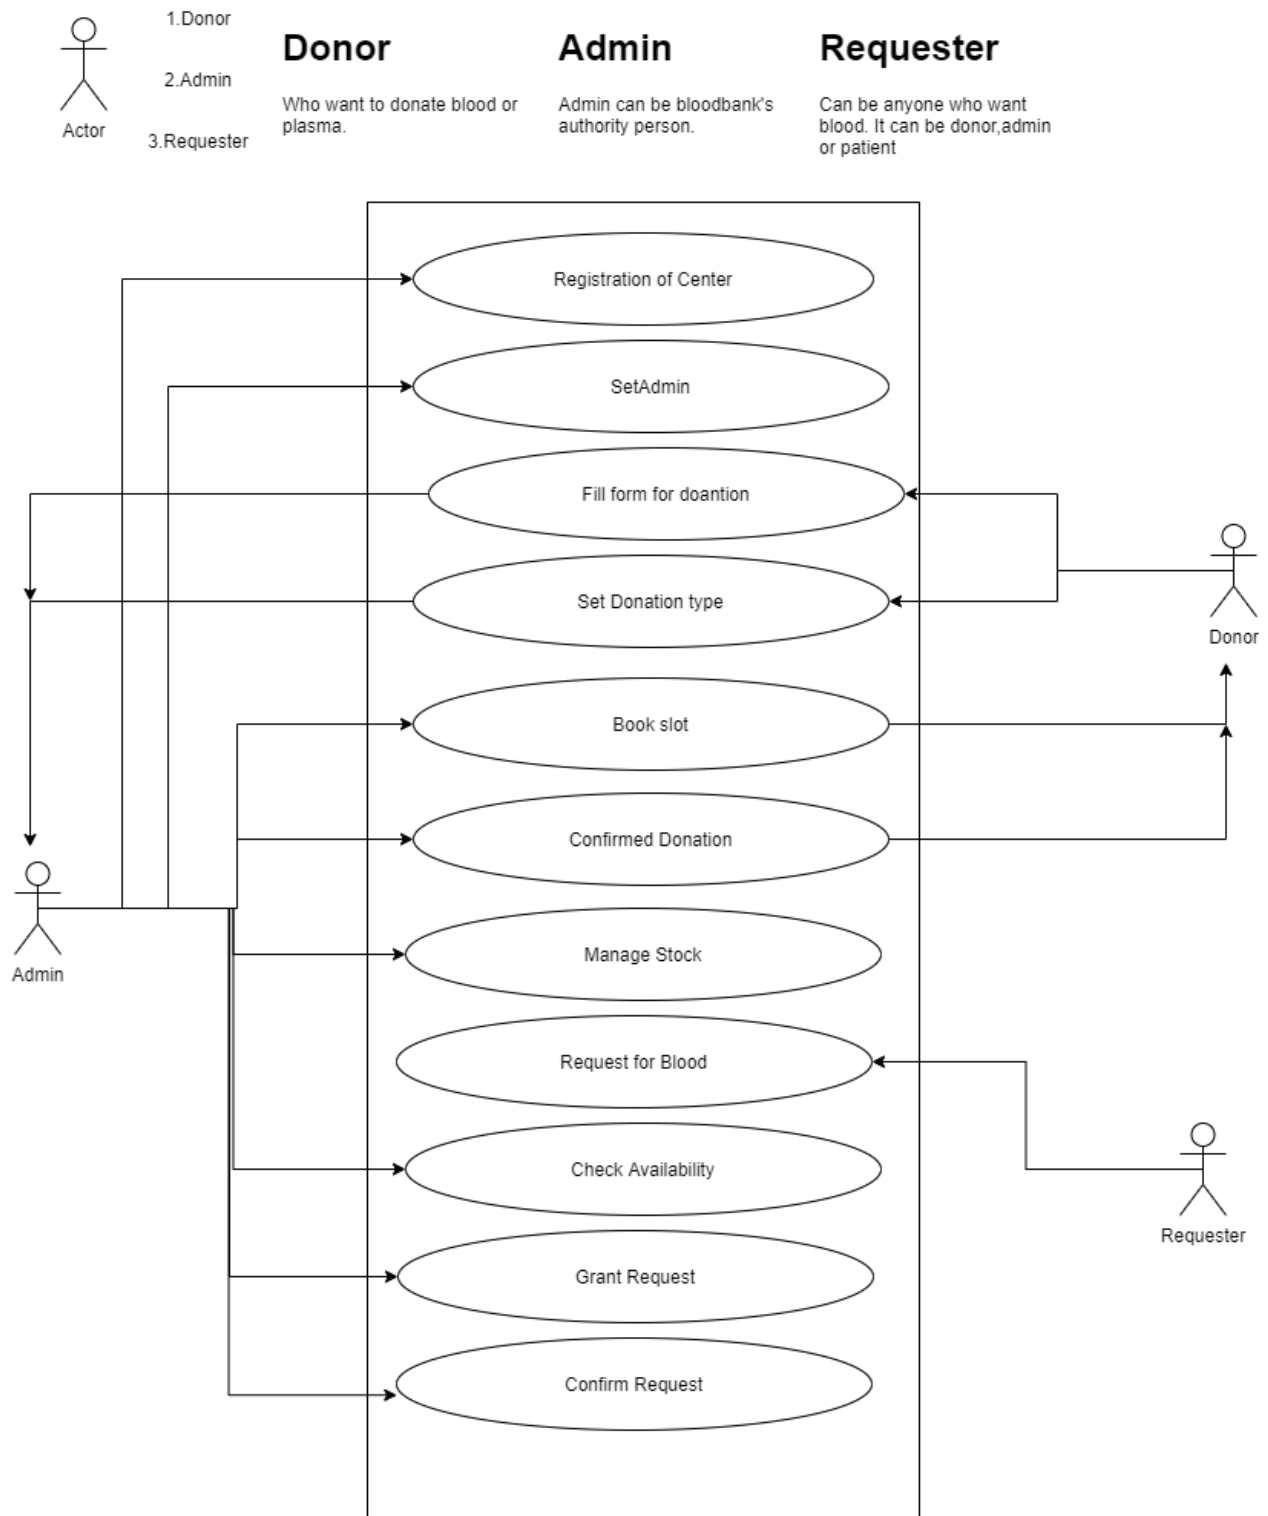 1.Donor
2.Admin
3.Requester
Actor
Donor
Who want to donate blood or
plasma.
Admin
Admin can be bloodbank's
authority person.
Requester
Can be anyone who want
blood. It can be donor,admin
or patient
Registration of Center
SetAdmin
Fill form for doantion
Set Donation type
Donor
Book slot
Confirmed Donation
Manage Stock
Admin
Request for Blood
Check Availability
Requester
Grant Request
Confirm Request